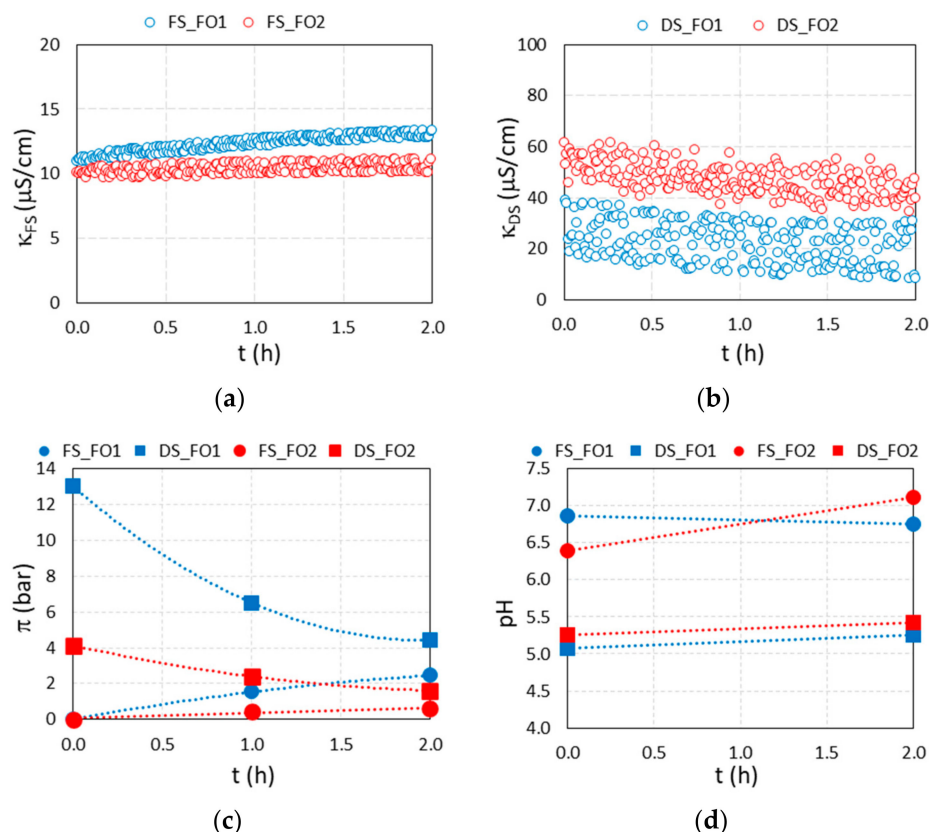 FS_FO1 FS_FO2
20
15
10
5
0
κFS (µS/cm)
0.0 0.5 1.0 1.5 2.0
t (h)
(a)
DS_FO1 DS_FO2
100
80
60
40
20
0
κDS (µS/cm)
0.0 0.5 1.0 1.5 2.0
t (h)
(b)
FS_FO1 DS_FO1 FS_FO2 DS_FO2
14
12
10
8
6
4
2
0
π (bar)
0.0 0.5 1.0 1.5 2.0
t (h)
(c)
FS_FO1 DS_FO1 FS_FO2 DS_FO2
7.5
7.0
6.5
6.0
5.5
5.0
4.5
4.0
pH
0.0 0.5 1.0 1.5 2.0
t (h)
(d)